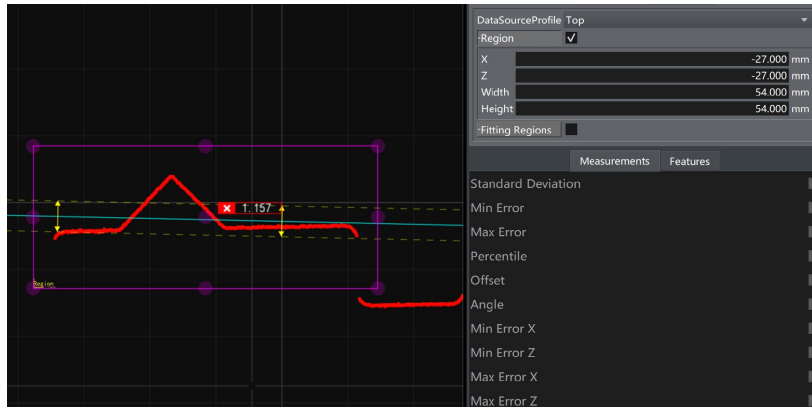 DataSourceProfile Top
-Region
X -27.000 mm
Z -27.000 mm
Width 54.000 mm
Height 54.000 mm
-Fitting Regions
Measurements Features
Standard Deviation
Min Error
Max Error
Percentile
Offset
Angle
Min Error X
Min Error Z
Max Error X
Max Error Z
1.157
Region